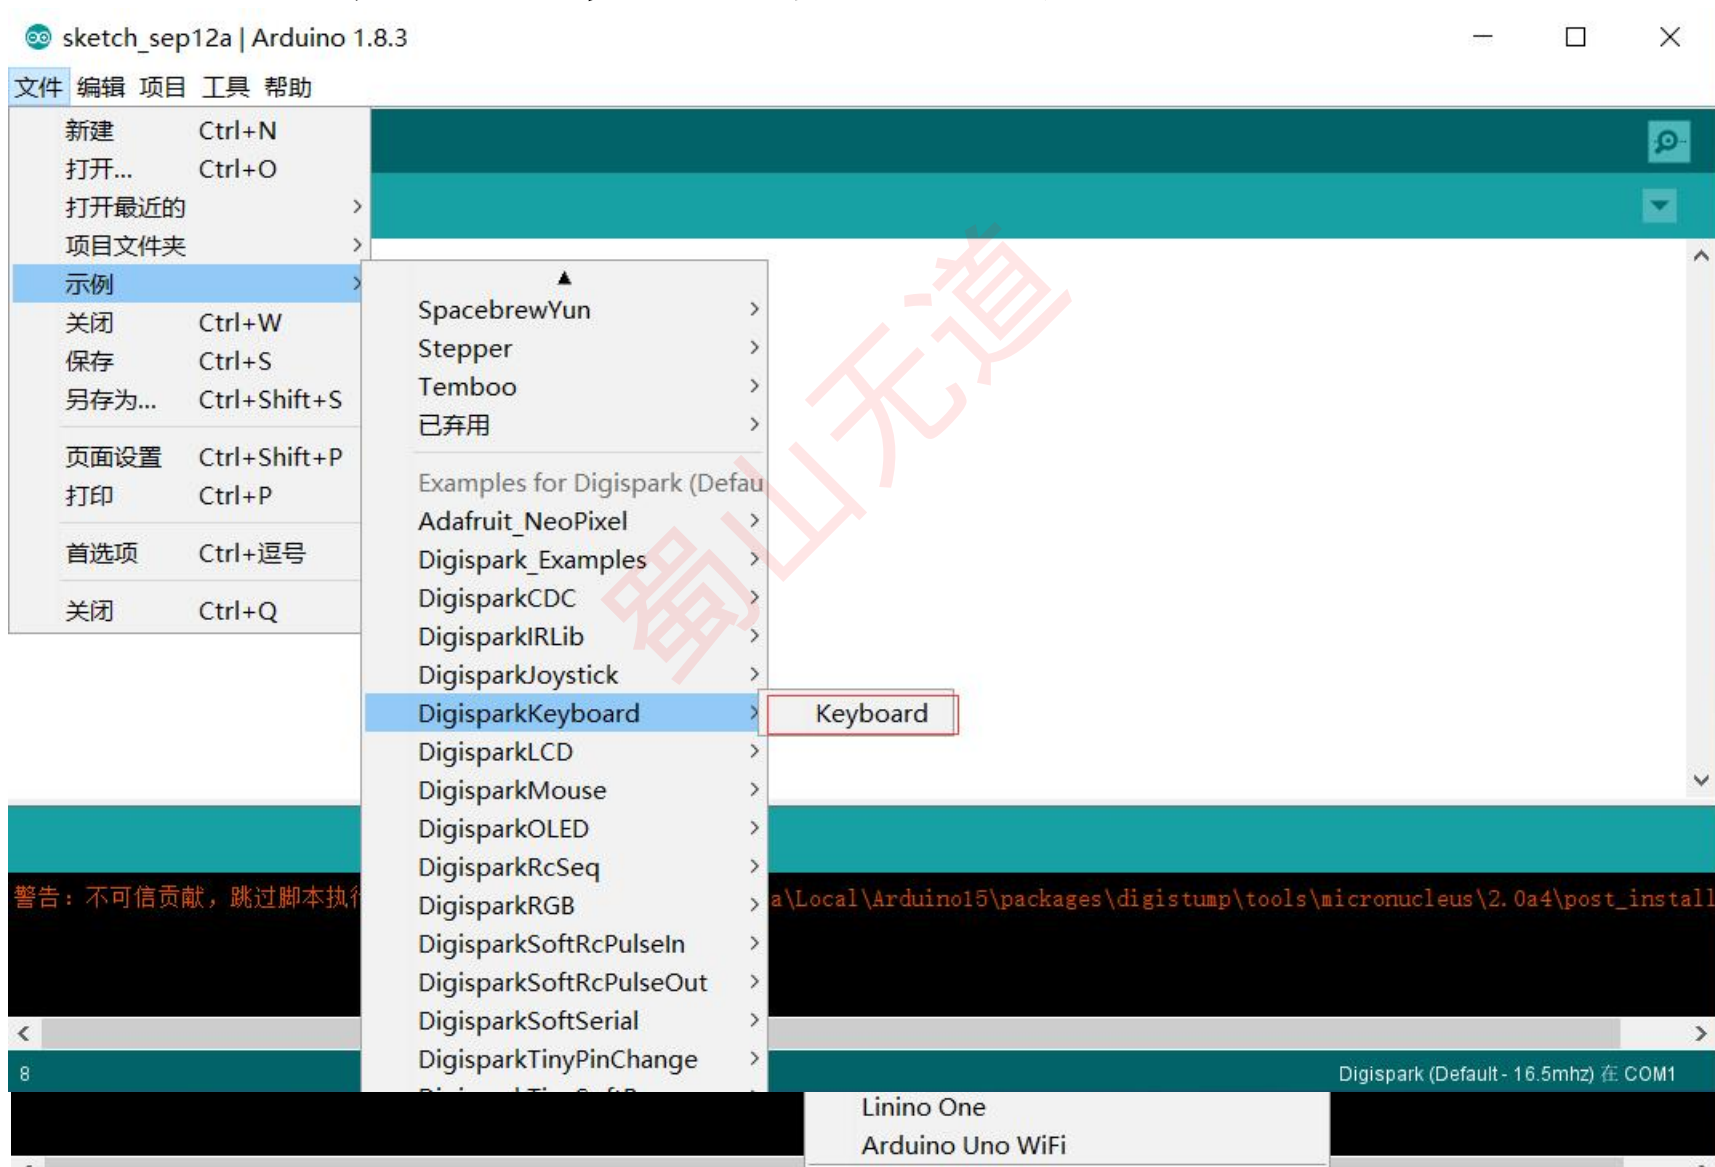 sketch_sep12a | Arduino 1.8.3
文件 编辑 项目 工具 帮助
新建 Ctrl+N
打开... Ctrl+O
打开最近的
项目文件夹
示例
关闭 Ctrl+W
保存 Ctrl+S
另存为... Ctrl+Shift+S
页面设置 Ctrl+Shift+P
打印 Ctrl+P
首选项 Ctrl+逗号
关闭 Ctrl+Q
SpacebrewYun
Stepper
Temboo
已弃用
Examples for Digispark (Defau
Adafruit_NeoPixel
Digispark_Examples
DigisparkCDC
DigisparkIRLib
DigisparkJoystick
DigisparkKeyboard
DigisparkLCD
DigisparkMouse
DigisparkOLED
DigisparkRcSeq
DigisparkRGB
DigisparkSoftRcPulseIn
DigisparkSoftRcPulseOut
DigisparkSoftSerial
DigisparkTinyPinChange
Keyboard
蜀山无道
警告: 不可信贡献, 跳过脚本执行 a\Local\Arduino15\packages\digistump\tools\micronucleus\2.0a4\post_install
8 Digispark (Default - 16.5mhz) 在 COM1
Linino One
Arduino Uno WiFi